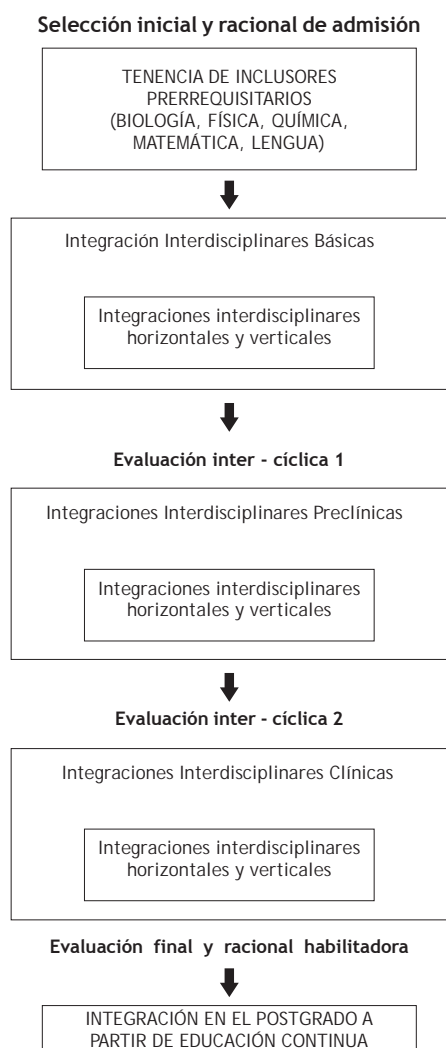 Selección inicial y racional de admisión
TENENCIA DE INCLUSORES
PRERREQUISITARIOS
(BIOLOGÍA, FÍSICA, QUÍMICA,
MATEMÁTICA, LENGUA)
Integración Interdisciplinares Básicas
Integraciones interdisciplinares
horizontales y verticales
Evaluación inter - cíclica 1
Integraciones Interdisciplinares Preclínicas
Integraciones interdisciplinares
horizontales y verticales
Evaluación inter - cíclica 2
Integraciones Interdisciplinares Clínicas
Integraciones interdisciplinares
horizontales y verticales
Evaluación final y racional habilitadora
INTEGRACIÓN EN EL POSTGRADO A
PARTIR DE EDUCACIÓN CONTINUA